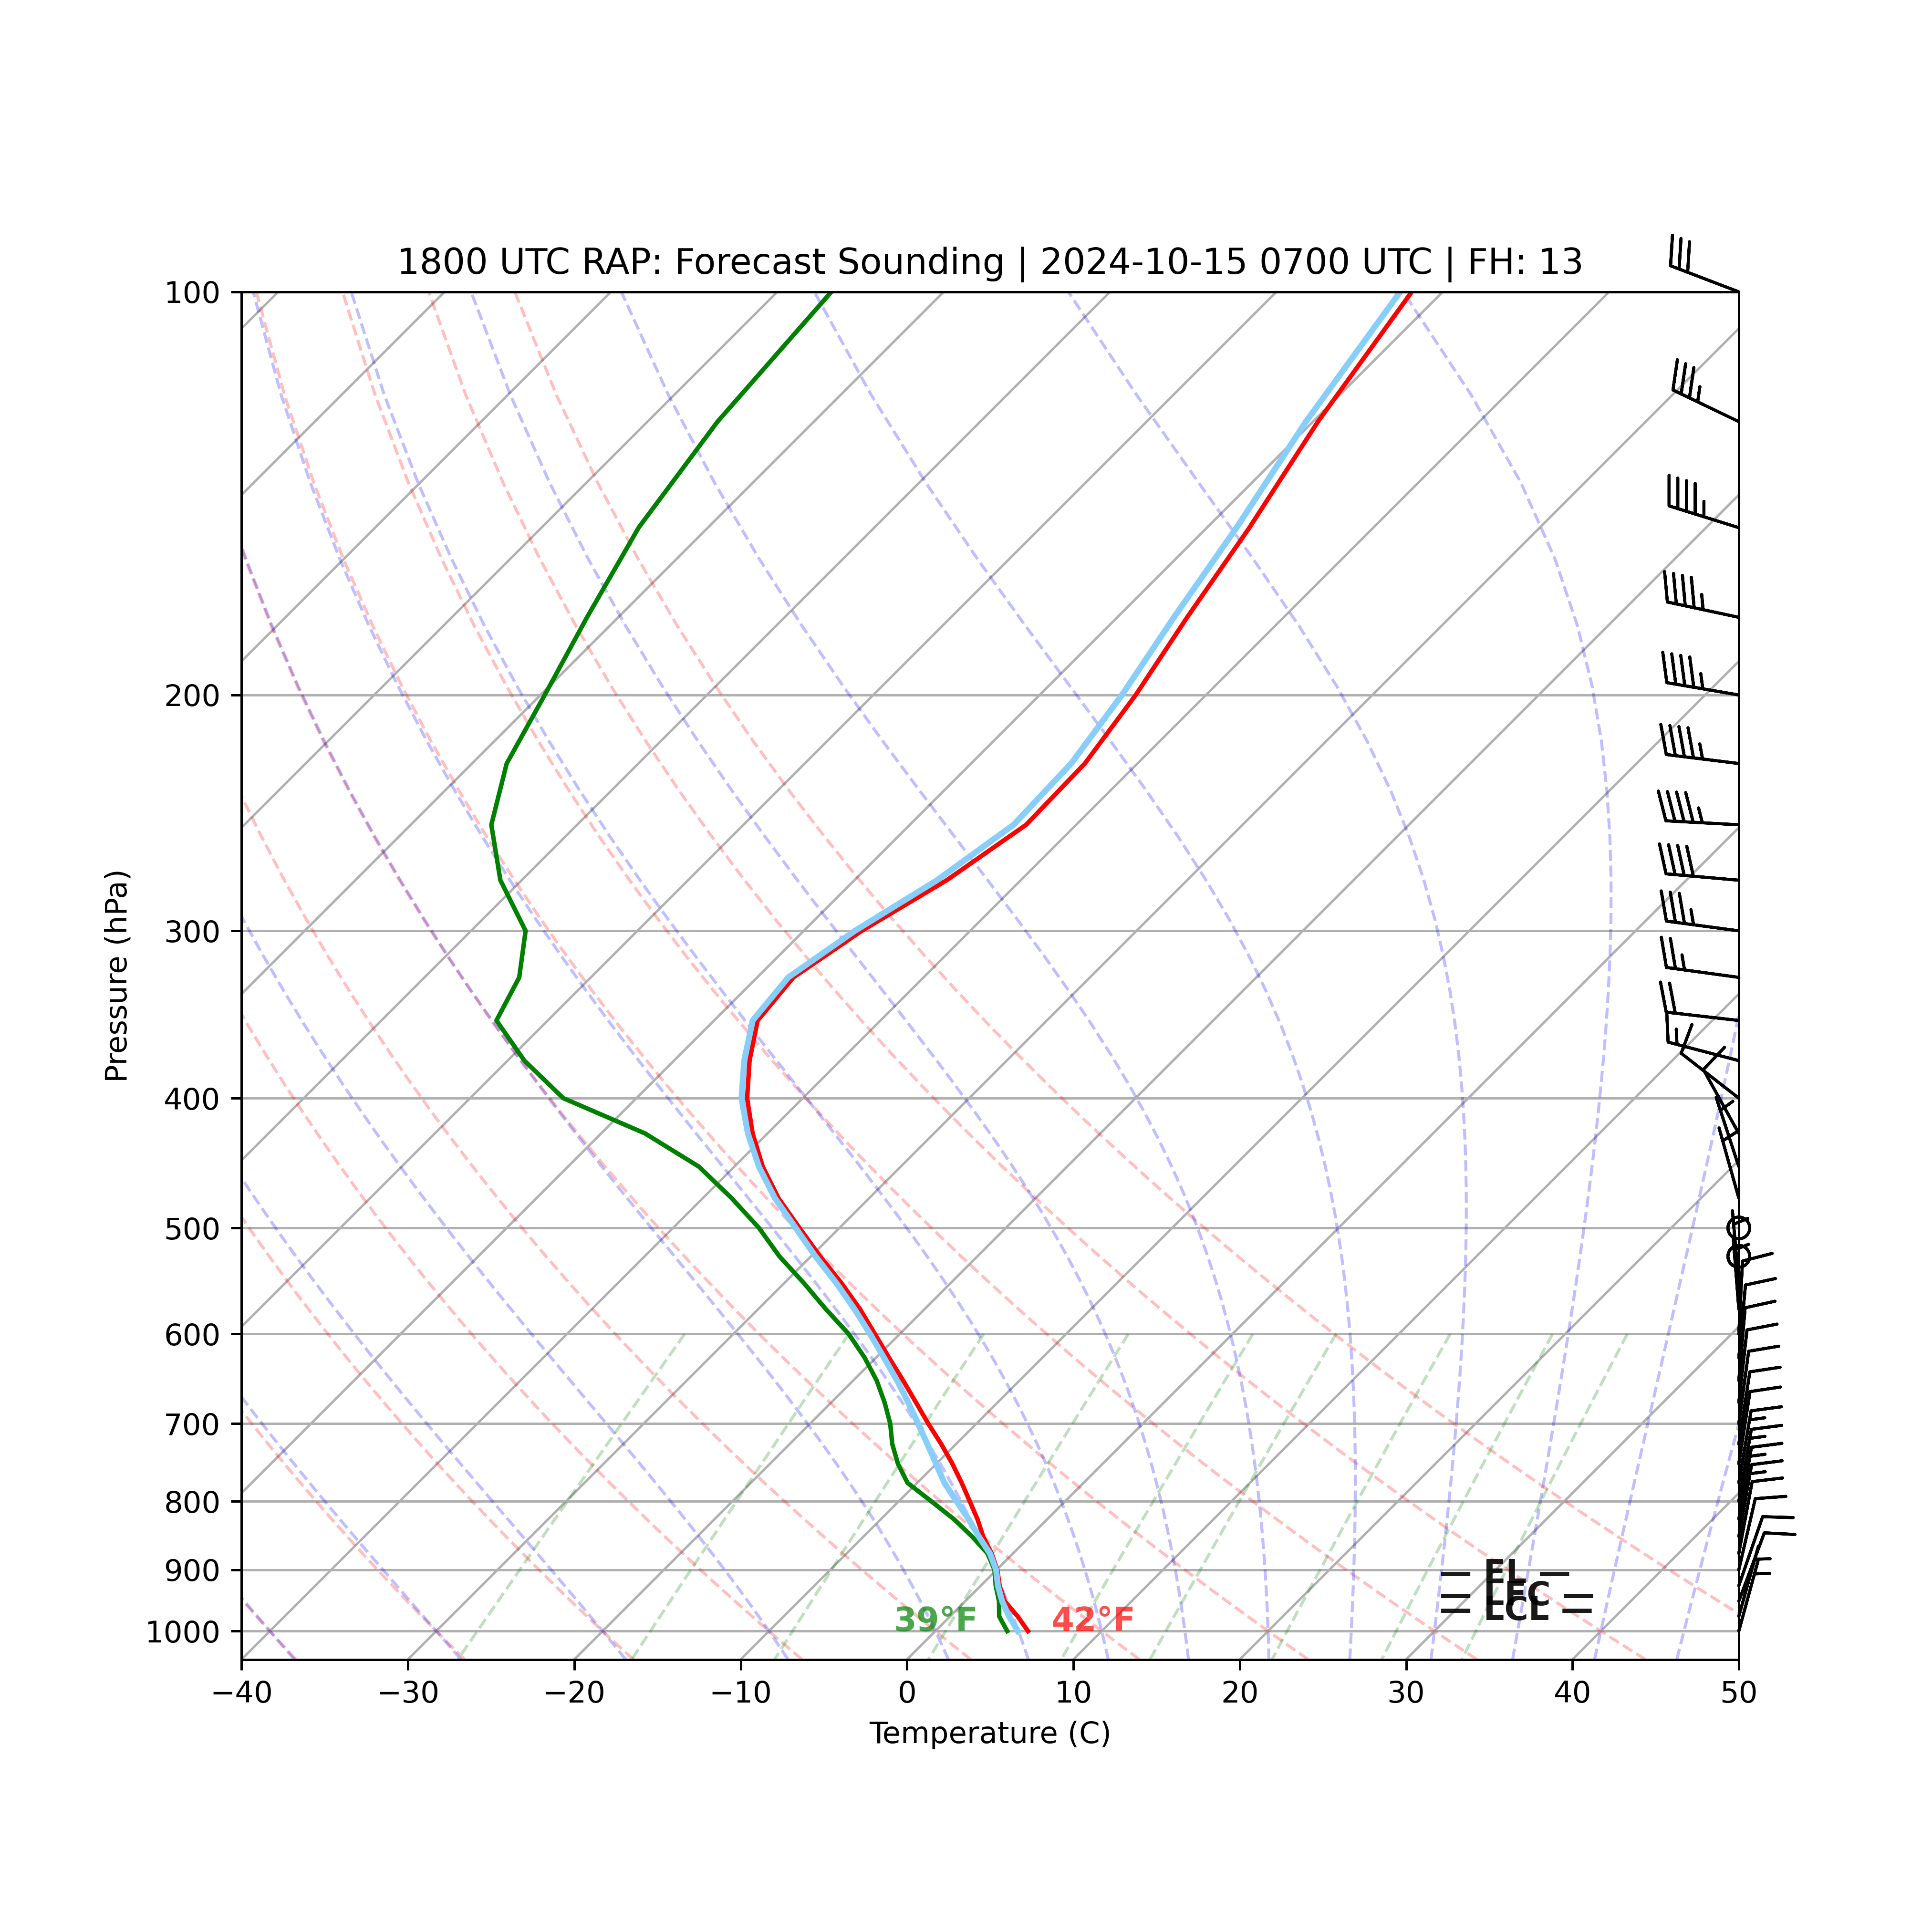 1800 UTC RAP: Forecast Sounding | 2024-10-15 0700 UTC | FH: 13
100
200
300
400
500
600
700
800
900
1000
Pressure (hPa)
— EL —
— LFC —
— LCL —
39°F
42°F
−40
−30
−20
−10
0
10
20
30
40
50
Temperature (C)